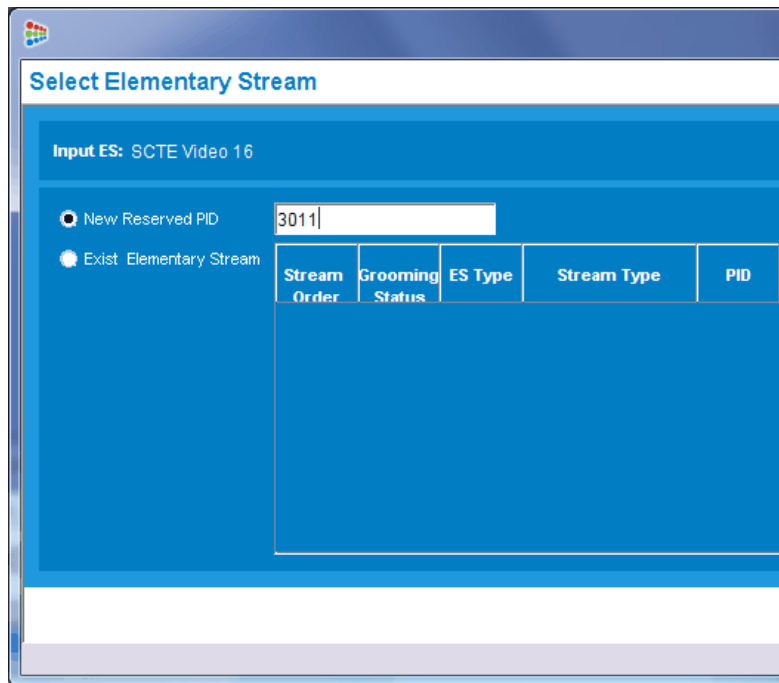 Select Elementary Stream
Input ES: SCTE Video 16
New Reserved PID 3011
Exist Elementary Stream
Stream Order Grooming Status ES Type Stream Type PID